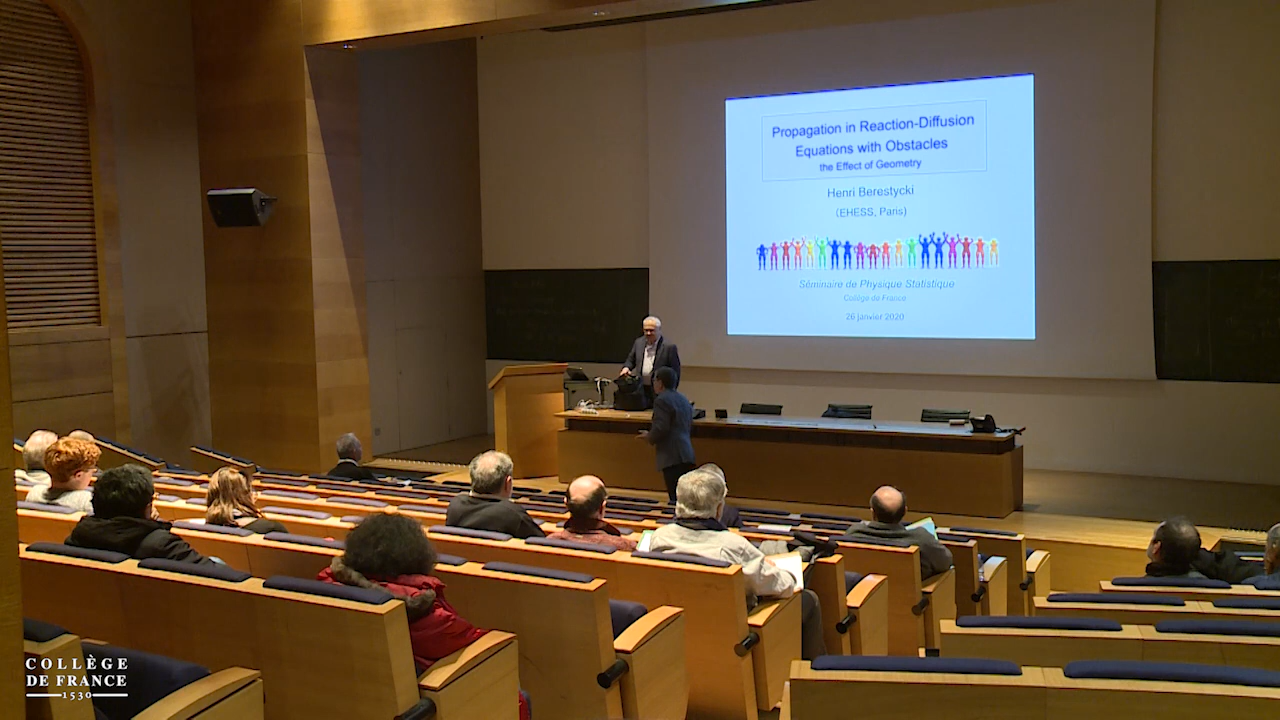 Propagation in Reaction-Diffusion
Equations with Obstacles
the Effect of Geometry
Henri Berestycki
(EHESS, Paris)
Séminaire de Physique Statistique
Collège de France
26 janvier 2020
COLLÈGE
DE FRANCE
1530